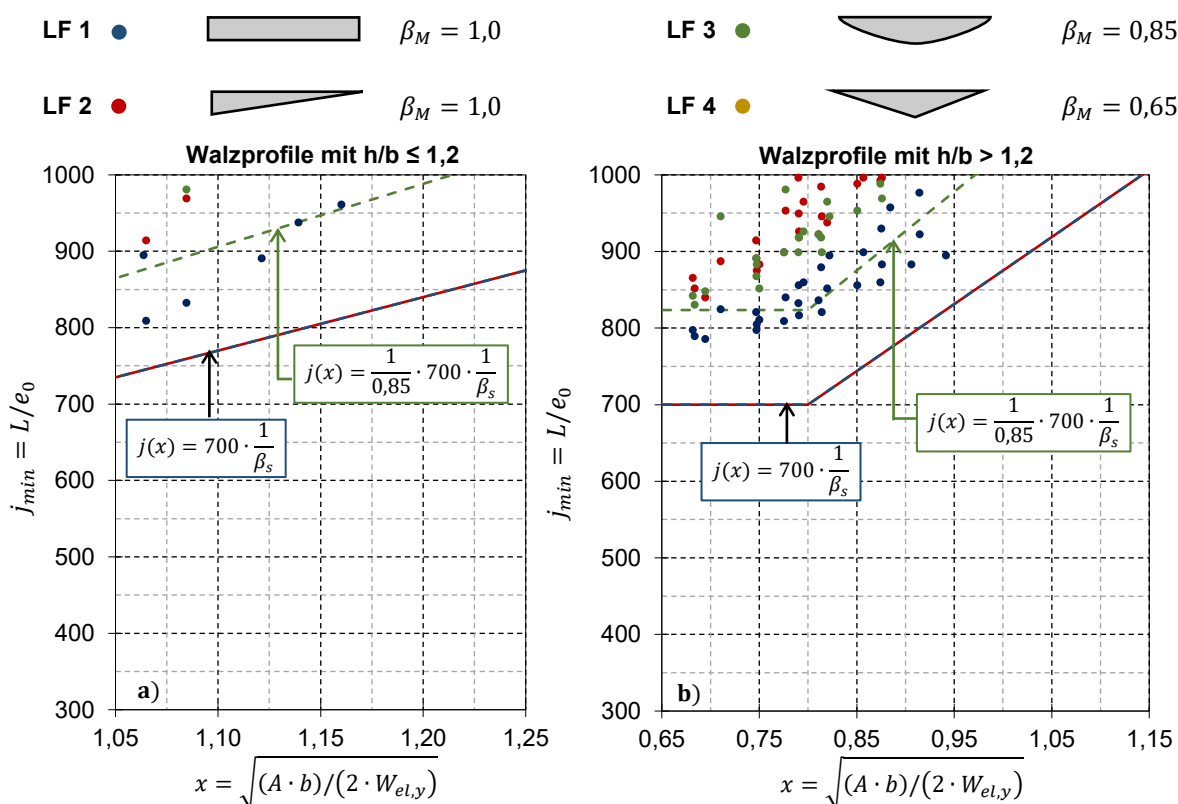 LF 1 β_M = 1,0
LF 2 β_M = 1,0
LF 3 β_M = 0,85
LF 4 β_M = 0,65
Walzprofile mit h/b ≤ 1,2
1000
900
800
700
600
500
400
300
j_min = L/e_0
j(x) = 1/0,85 · 700 · 1/β_s
j(x) = 700 · 1/β_s
a)
1,05 1,10 1,15 1,20 1,25
x = √((A · b)/(2 · W_el,y))
Walzprofile mit h/b > 1,2
1000
900
800
700
600
500
400
300
j_min = L/e_0
j(x) = 1/0,85 · 700 · 1/β_s
j(x) = 700 · 1/β_s
b)
0,65 0,75 0,85 0,95 1,05 1,15
x = √((A · b)/(2 · W_el,y))